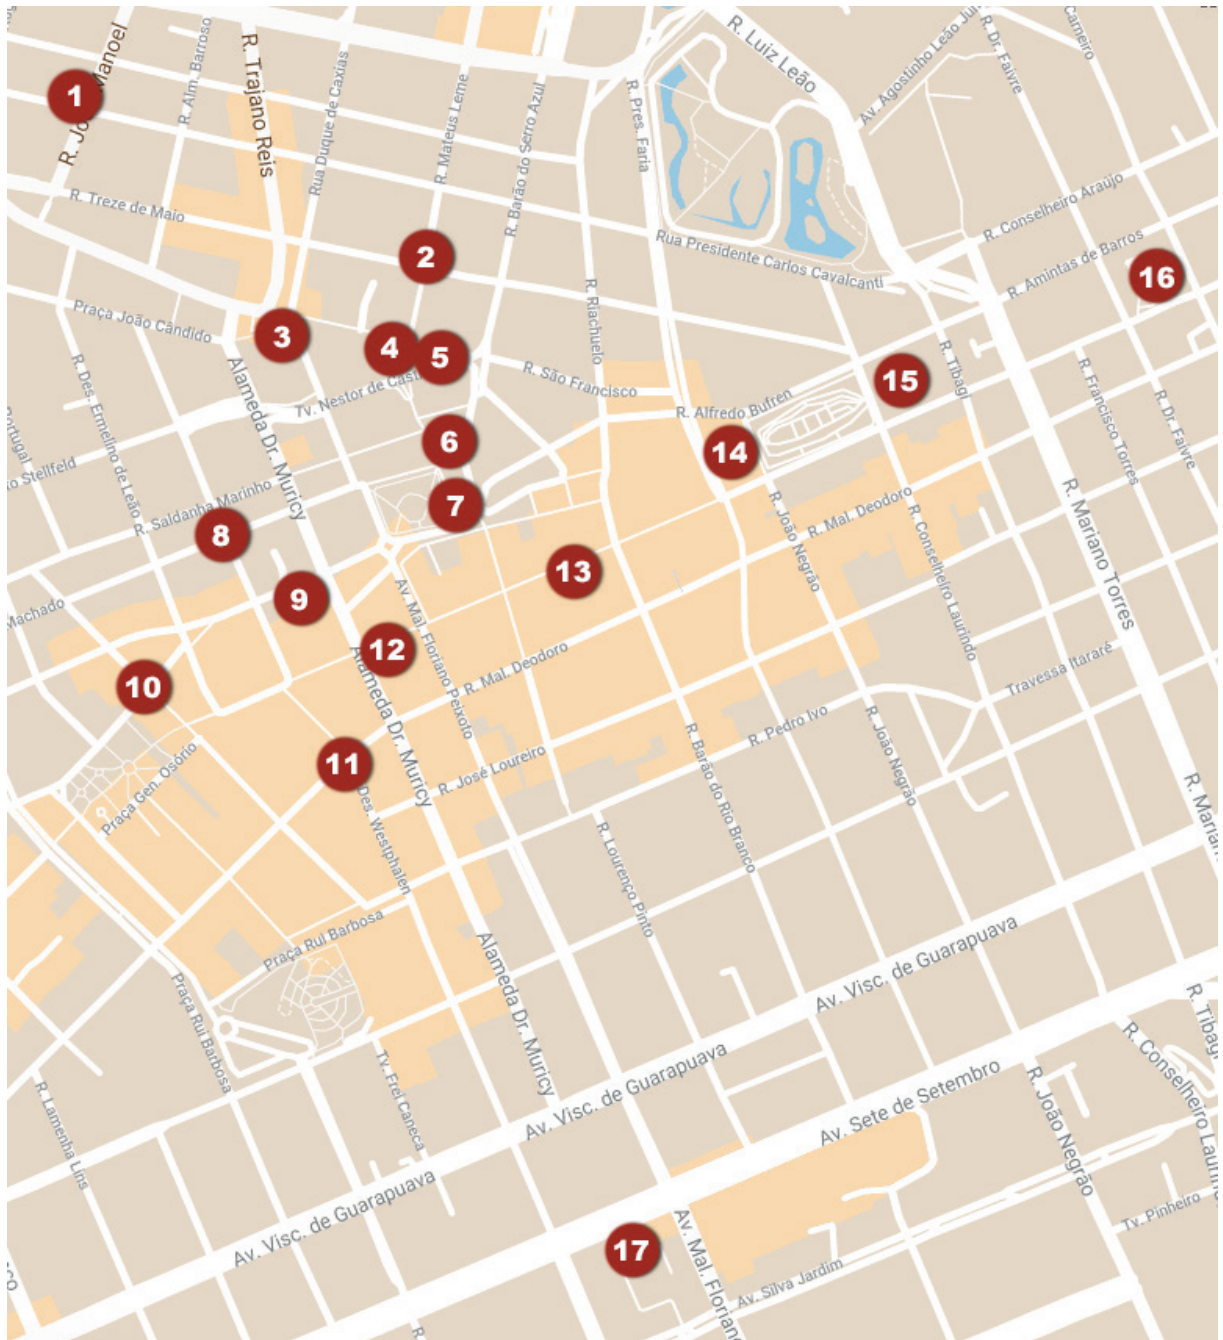 R. João Manoel
1
R. Alm. Barroso
R. Trajano Reis
Rua Duque de Caxias
R. Mateus Leme
R. Barão do Serro Azul
R. Pres. Faria
R. Luiz Leão
Av. Agostinho Leão Jún
R. Dr. Faivre
Carneiro
R. Treze de Maio
2
Rua Presidente Carlos Cavalcanti
R. Conselheiro Araújo
R. Amintas de Barros
16
Praça João Cândido
3
4
5
R. Riachuelo
R. São Francisco
R. Alfredo Bufren
15
R. Tibagi
R. Francisco Torres
R. Dr. Faivre
Portugal
R. Des. Ermelino de Leão
Alameda Dr. Muricy
Tv. Nestor de Cast
6
14
to Stellfeld
R. Saldanha Marinho
7
8
R. João Negrão
R. Mal. Deodoro
R. Conselheiro Laurindo
R. Mariano Torres
Machado
9
13
Av. Mal. Floriano Peixoto
12
10
Alameda Dr. Muricy
R. Mal. Deodoro
Travessa Itararé
Praça Gen. Osório
11
R. José Loureiro
R. Pedro Ivo
R. João Negrão
R. Barão do Rio Branco
R. Marian
Des. Westphalen
R. Lourenço Pinto
Praça Rui Barbosa
Praça Rui Barbosa
Alameda Dr. Muricy
Av. Visc. de Guarapuava
R. Tibagi
R. Conselheiro Laurin
R. Lamenha Lins
Tv. Frei Caneca
Av. Visc. de Guarapuava
Av. Sete de Setembro
R. João Negrão
Av. Visc. de Guarapuava
Tv. Pinheiro
17
Av. Mal. Floriano
Av. Silva Jardim
co
R.